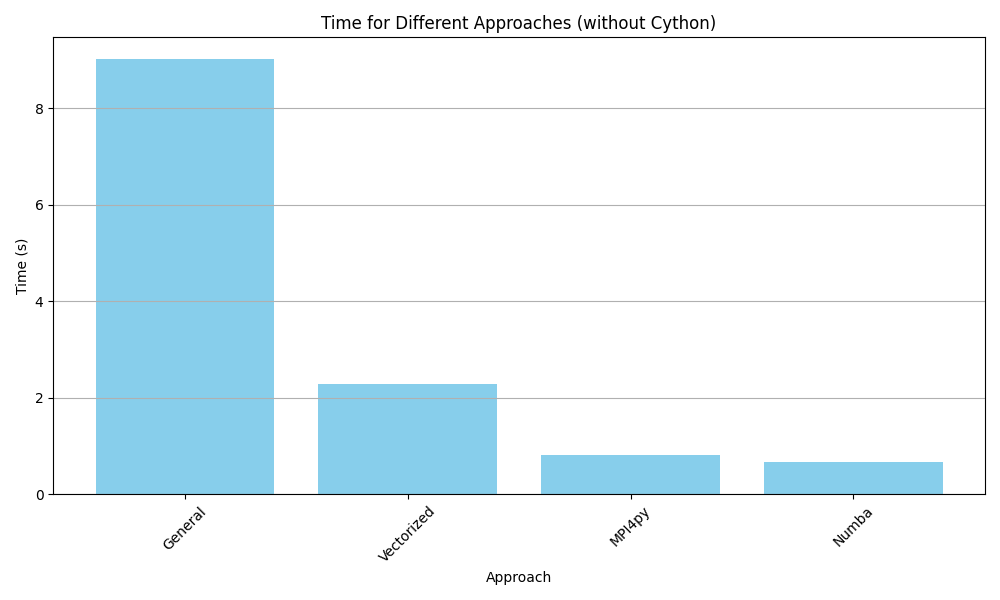 Time for Different Approaches (without Cython)
Time (s)
8
6
4
2
0
General
Vectorized
MPI4py
Numba
Approach